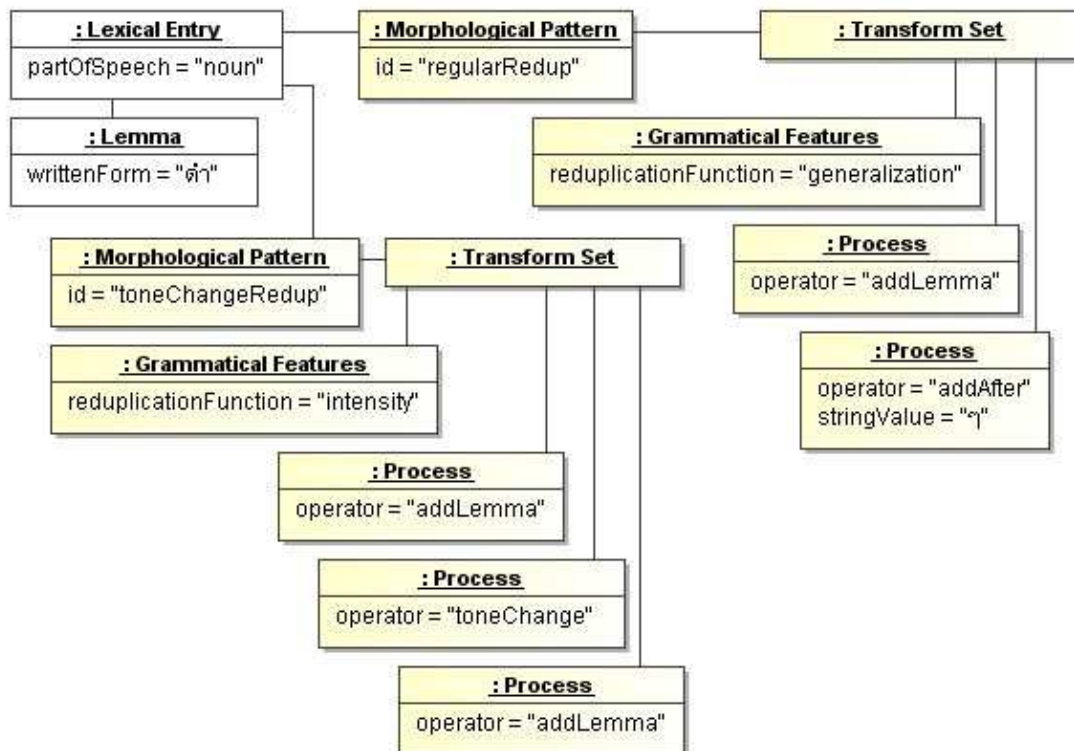 : Lexical Entry
partOfSpeech = "noun"
: Morphological Pattern
id = "regularRedup"
: Transform Set
: Lemma
writtenForm = "ดำ"
: Grammatical Features
reduplicationFunction = "generalization"
: Process
operator = "addLemma"
: Process
operator = "addAfter"
stringValue = "ๆ"
: Morphological Pattern
id = "toneChangeRedup"
: Transform Set
: Grammatical Features
reduplicationFunction = "intensity"
: Process
operator = "addLemma"
: Process
operator = "toneChange"
: Process
operator = "addLemma"